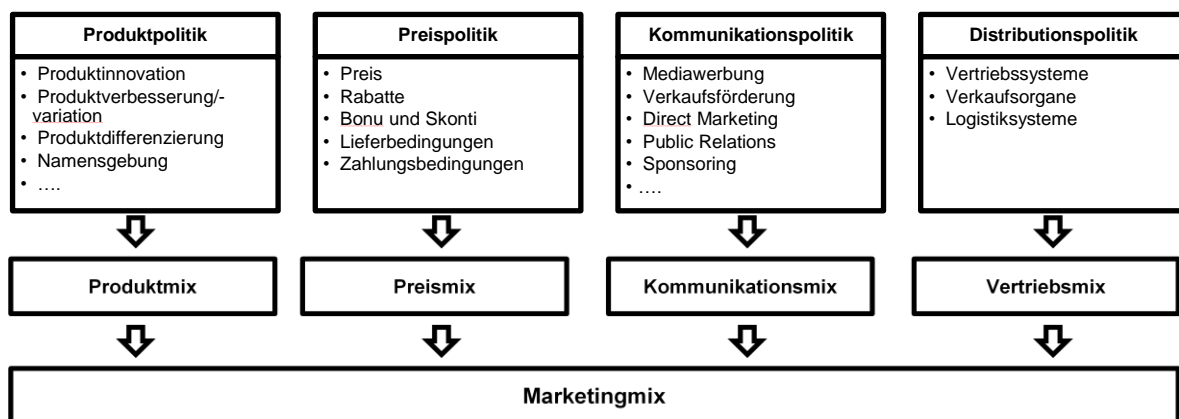 Produktpolitik
• Produktinnovation
• Produktverbesserung/-
variation
• Produktdifferenzierung
• Namensgebung
• ….
Preispolitik
• Preis
• Rabatte
• Bonu und Skonti
• Lieferbedingungen
• Zahlungsbedingungen
Kommunikationspolitik
• Mediawerbung
• Verkaufsförderung
• Direct Marketing
• Public Relations
• Sponsoring
• ….
Distributionspolitik
• Vertriebssysteme
• Verkaufsorgane
• Logistiksysteme
Produktmix
Preismix
Kommunikationsmix
Vertriebsmix
Marketingmix